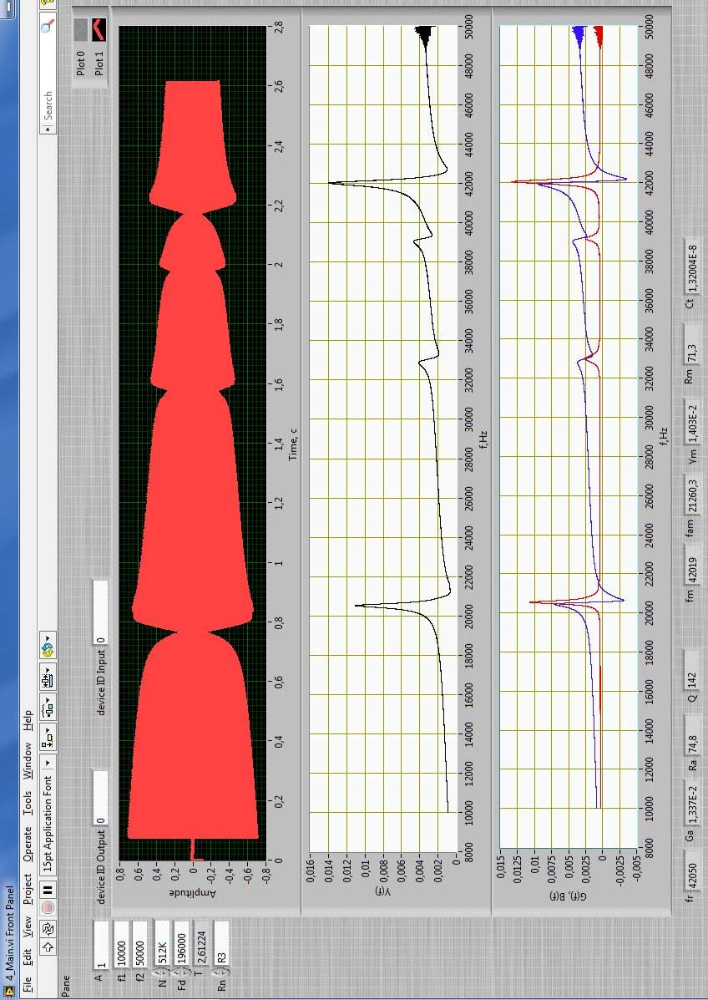 4_Main.vi Front Panel
File Edit View Project Operate Tools Window Help
15pt Application Font
Search
Pane
A 1
f1 10000
f2 50000
N 512K
Fd 196000
T 2,61224
Rn R3
device ID Output 0
device ID Input 0
Plot 0
Plot 1
Amplitude
0,8
0,6
0,4
0,2
0
-0,2
-0,4
-0,6
-0,8
0 0,2 0,4 0,6 0,8 1 1,2 1,4 1,6 1,8 2 2,2 2,4 2,6 2,8
Time, c
Y(f)
0,016
0,014
0,012
0,01
0,008
0,006
0,004
0,002
0
8000 10000 12000 14000 16000 18000 20000 22000 24000 26000 28000 30000 32000 34000 36000 38000 40000 42000 44000 46000 48000 50000
f,Hz
G(f), B(f)
0,015
0,0125
0,01
0,0075
0,005
0,0025
0
-0,0025
-0,005
8000 10000 12000 14000 16000 18000 20000 22000 24000 26000 28000 30000 32000 34000 36000 38000 40000 42000 44000 46000 48000 50000
f,Hz
fr 42050 Ga 1,337E-2 Ra 74,8 Q 142 fm 42019 fam 21260,3 Ym 1,403E-2 Rm 71,3 Ct 1,32004E-8